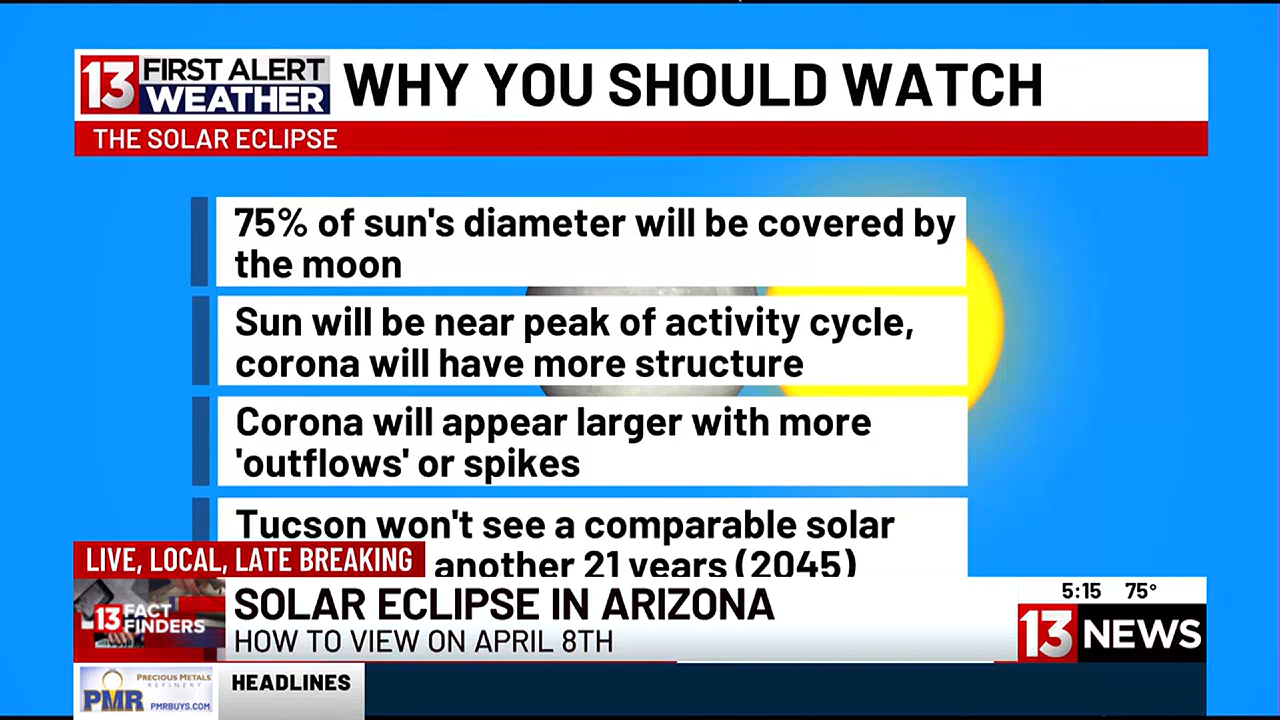 13 FIRST ALERT
WEATHER
WHY YOU SHOULD WATCH
THE SOLAR ECLIPSE
75% of sun's diameter will be covered by
the moon
Sun will be near peak of activity cycle,
corona will have more structure
Corona will appear larger with more
'outflows' or spikes
Tucson won't see a comparable solar
another 21 years (2045)
LIVE, LOCAL, LATE BREAKING
13 FACT
FINDERS
SOLAR ECLIPSE IN ARIZONA
HOW TO VIEW ON APRIL 8TH
5:15 75°
13 NEWS
PRECIOUS METALS
REFINERY
PMR PMRBUYS.COM
HEADLINES